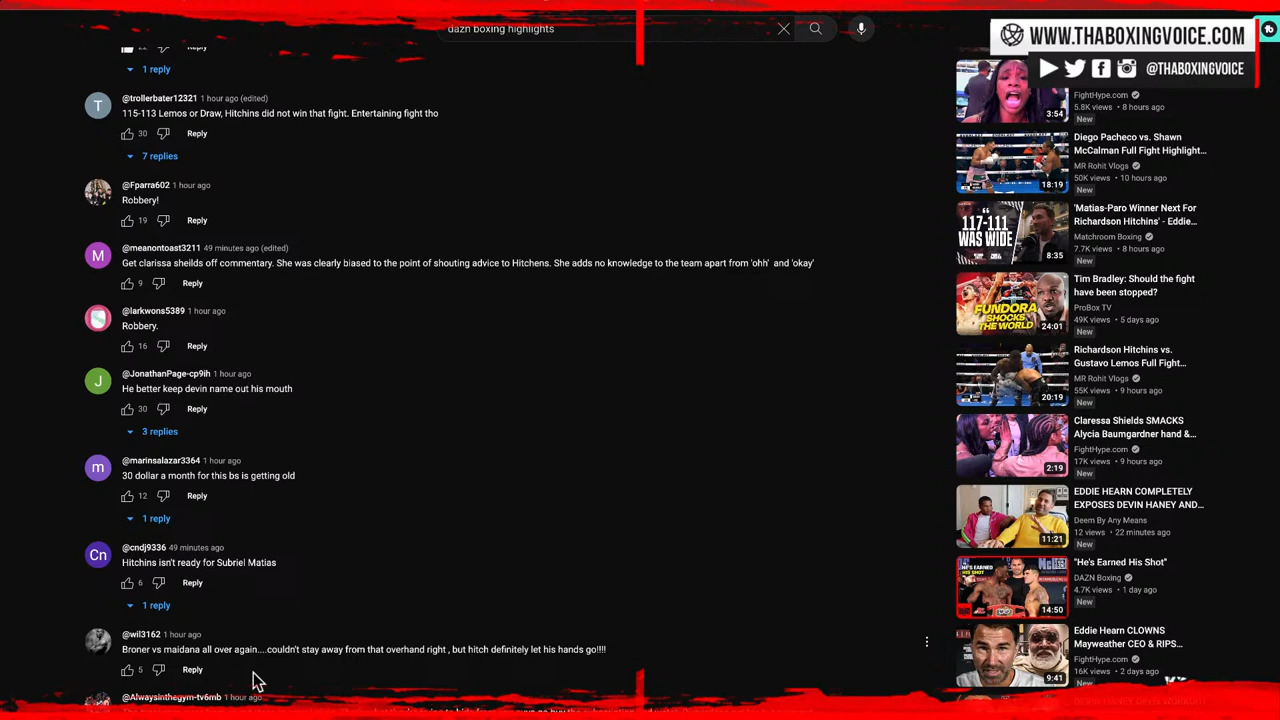 dazn boxing highlights
WWW.THABOXINGVOICE.COM
@THABOXINGVOICE
22
Reply
1 reply
T
@trollerbater12321 1 hour ago (edited)
115-113 Lemos or Draw, Hitchins did not win that fight. Entertaining fight tho
30 Reply
7 replies
@Fparra602 1 hour ago
Robbery!
19 Reply
M
@meanontoast3211 49 minutes ago (edited)
Get clarissa sheilds off commentary. She was clearly biased to the point of shouting advice to Hitchens. She adds no knowledge to the team apart from 'ohh' and 'okay'
9 Reply
@larkwons5389 1 hour ago
Robbery.
16 Reply
J
@JonathanPage-cp9ih 1 hour ago
He better keep devin name out his mouth
30 Reply
3 replies
m
@marinsalazar3364 1 hour ago
30 dollar a month for this bs is getting old
12 Reply
1 reply
Cn
@cndj9336 49 minutes ago
Hitchins isn't ready for Subriel Matias
6 Reply
1 reply
@wil3162 1 hour ago
Broner vs maidana all over again....couldn't stay away from that overhand right , but hitch definitely let his hands go!!!!
5 Reply
@Alwaysinthegym-tv6mb 1 hour ago
3:54
FightHype.com
5.8K views • 8 hours ago
New
18:19
Diego Pacheco vs. Shawn
McCalman Full Fight Highlight...
MR Rohit Vlogs
50K views • 10 hours ago
New
"
117-111
WAS WIDE
8:35
'Matias-Paro Winner Next For
Richardson Hitchins' - Eddie...
Matchroom Boxing
7.7K views • 8 hours ago
New
FUNDORA
SHOCKS
THE WORLD
24:01
Tim Bradley: Should the fight
have been stopped?
ProBox TV
49K views • 5 days ago
New
20:19
Richardson Hitchins vs.
Gustavo Lemos Full Fight...
MR Rohit Vlogs
55K views • 9 hours ago
New
2:19
Claressa Shields SMACKS
Alycia Baumgardner hand &...
FightHype.com
17K views • 9 hours ago
New
11:21
EDDIE HEARN COMPLETELY
EXPOSES DEVIN HANEY AND...
Deem By Any Means
12 views • 22 minutes ago
New
HE'S EARNED
HIS SHOT
14:50
"He's Earned His Shot"
DAZN Boxing
4.7K views • 1 day ago
New
9:41
Eddie Hearn CLOWNS
Mayweather CEO & RIPS...
FightHype.com
16K views • 2 days ago
New